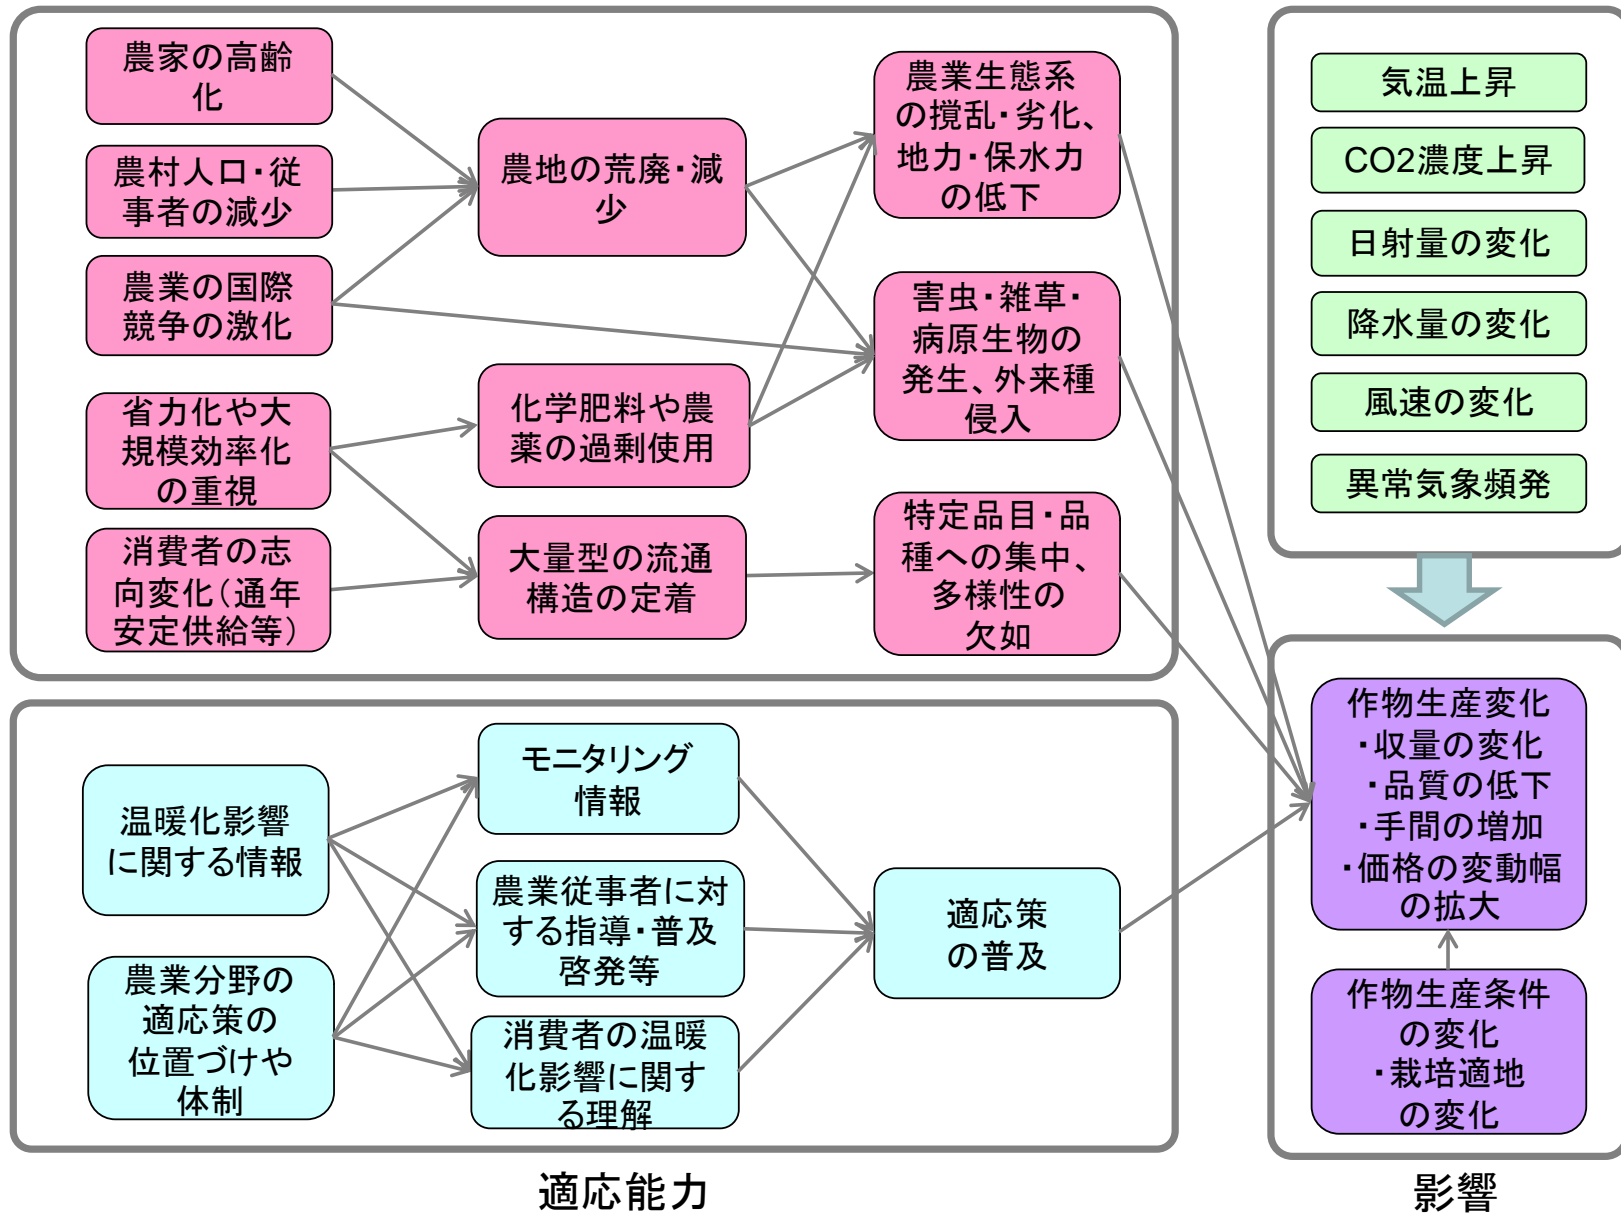 農家の高齢
化
農村人口・従
事者の減少
農業の国際
競争の激化
省力化や大
規模効率化
の重視
消費者の志
向変化(通年
安定供給等)
農地の荒廃・減
少
化学肥料や農
薬の過剰使用
大量型の流通
構造の定着
農業生態系
の撹乱・劣化、
地力・保水力
の低下
害虫・雑草・
病原生物の
発生、外来種
侵入
特定品目・品
種への集中、
多様性の
欠如
気温上昇
CO2濃度上昇
日射量の変化
降水量の変化
風速の変化
異常気象頻発
温暖化影響
に関する情報
農業分野の
適応策の
位置づけや
体制
モニタリング
情報
農業従事者に対
する指導・普及
啓発等
消費者の温暖
化影響に関す
る理解
適応策
の普及
作物生産変化
・収量の変化
・品質の低下
・手間の増加
・価格の変動幅
の拡大
作物生産条件
の変化
・栽培適地
の変化
適応能力
影響